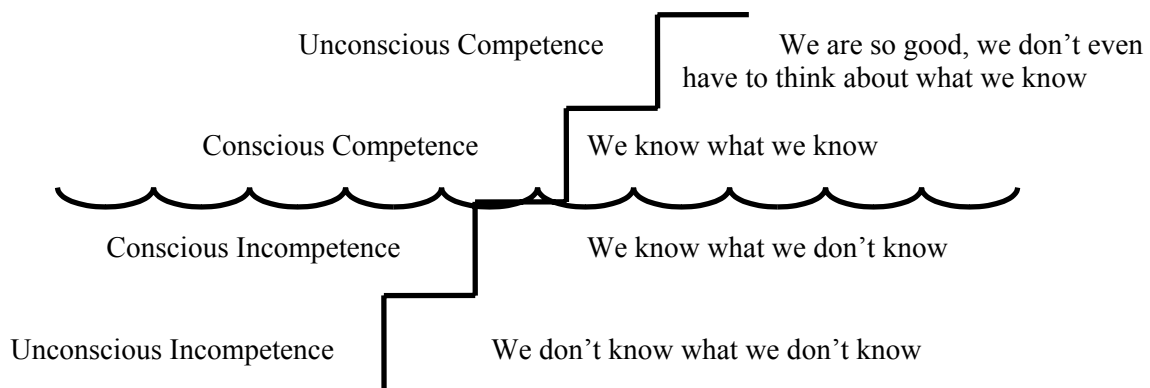 Unconscious Competence
We are so good, we don’t even
have to think about what we know
Conscious Competence
We know what we know
Conscious Incompetence
We know what we don’t know
Unconscious Incompetence
We don’t know what we don’t know